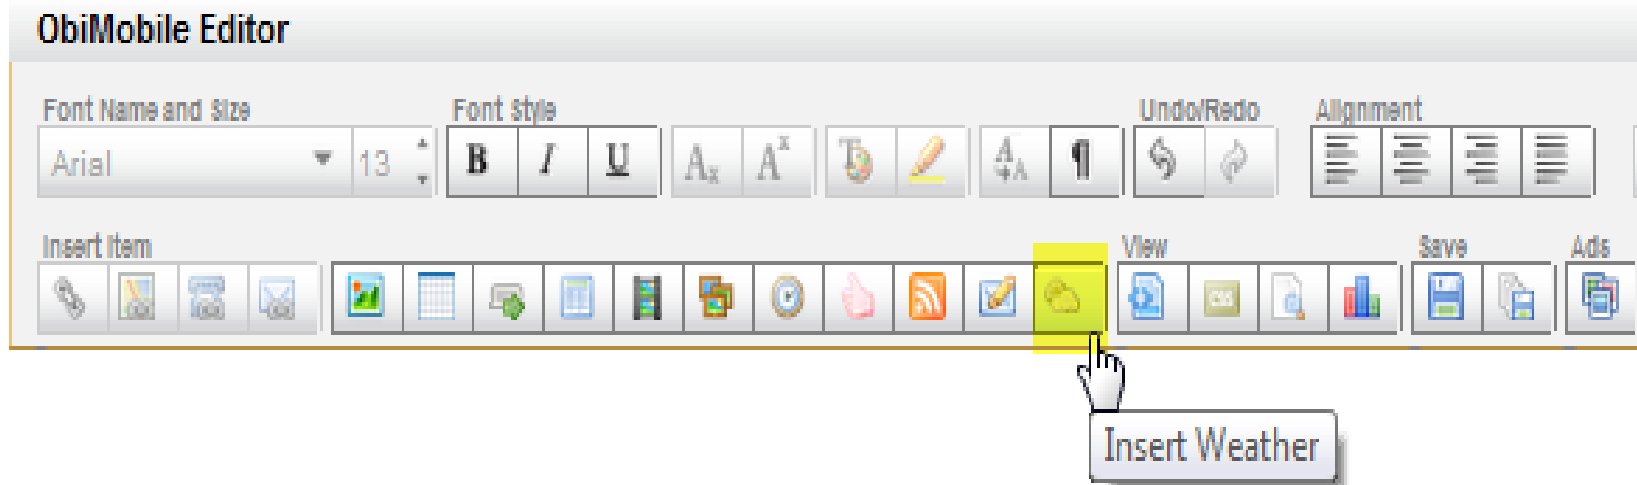 ObiMobile Editor
Font Name and Size Font Style Undo/Redo Alignment
Arial 13 B I U
Insert Item View Save Ads
Insert Weather